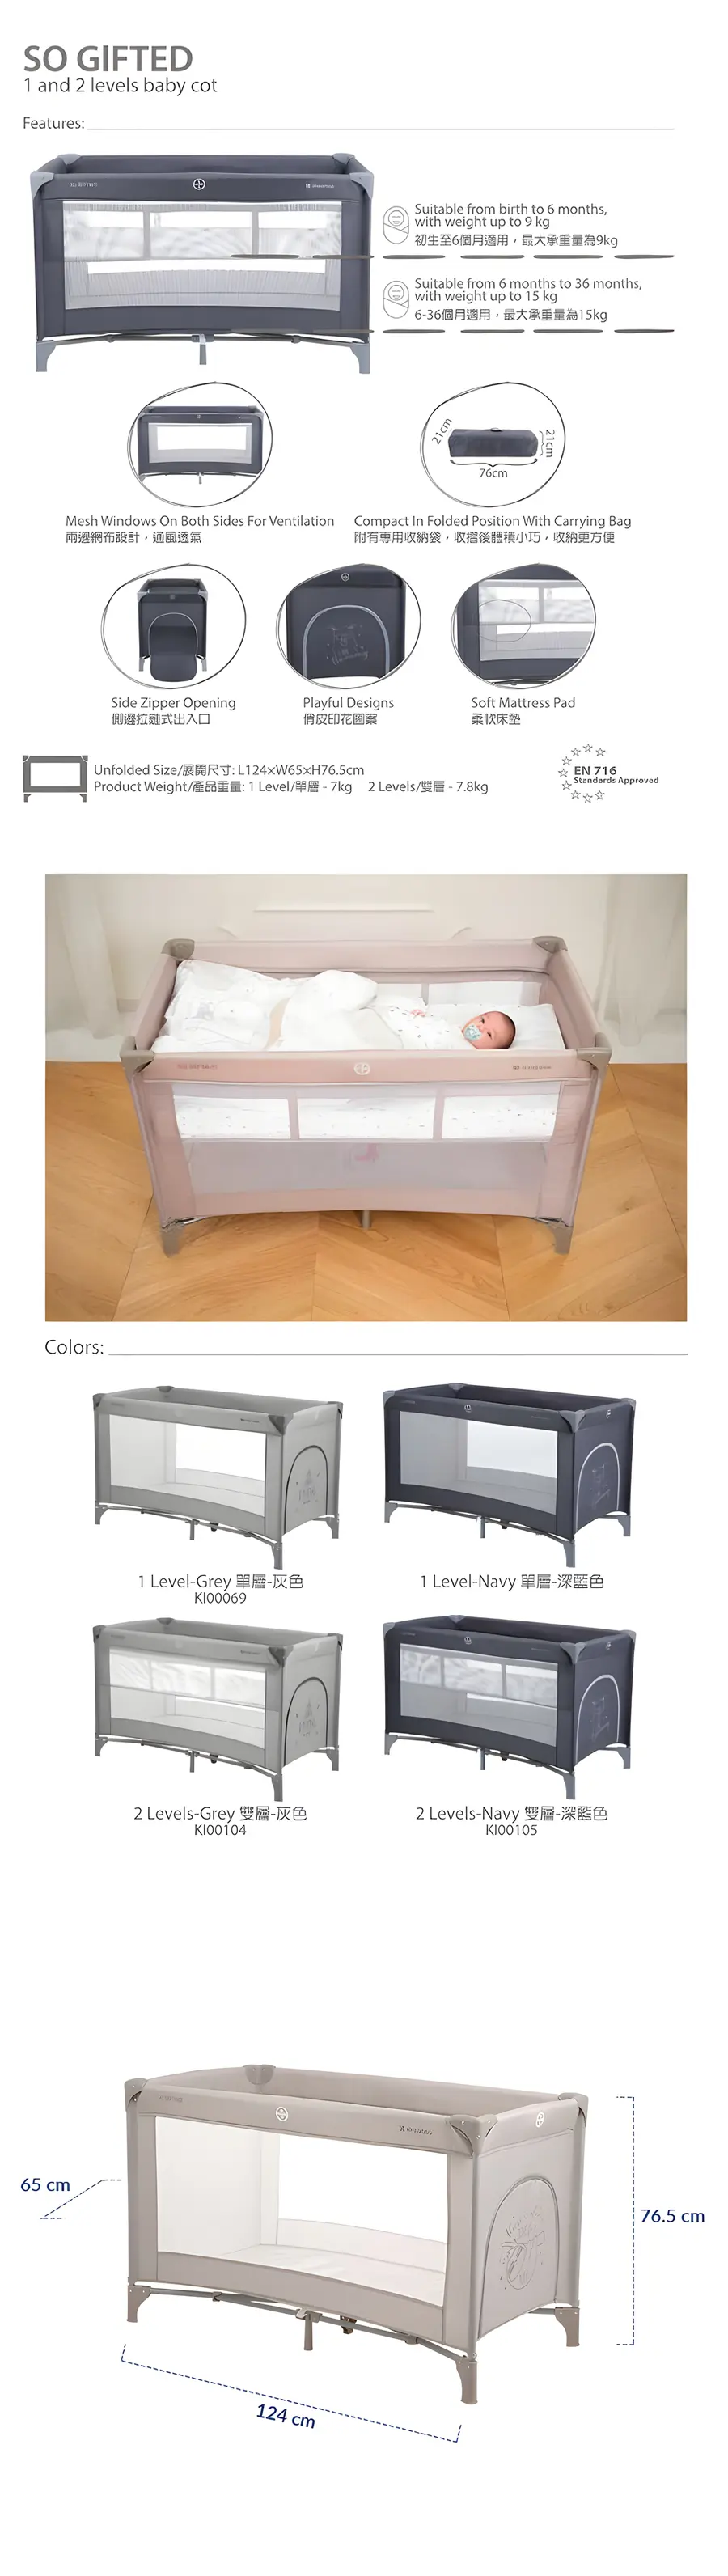 SO GIFTED
1 and 2 levels baby cot
Features:
SO GIFTED
Suitable from birth to 6 months,
with weight up to 9 kg
初生至6個月適用，最大承重量為9kg
Suitable from 6 months to 36 months,
with weight up to 15 kg
6-36個月適用，最大承重量為15kg
21cm
21cm
76cm
Mesh Windows On Both Sides For Ventilation
兩邊網布設計，通風透氣
Compact In Folded Position With Carrying Bag
附有專用收納袋，收摺後體積小巧，收納更方便
Side Zipper Opening
側邊拉鏈式出入口
Playful Designs
俏皮印花圖案
Soft Mattress Pad
柔軟床墊
Unfolded Size/展開尺寸: L124×W65×H76.5cm
Product Weight/產品重量: 1 Level/單層 - 7kg 2 Levels/雙層 - 7.8kg
EN 716
Standards Approved
Colors:
1 Level-Grey 單層-灰色
KI00069
1 Level-Navy 單層-深藍色
2 Levels-Grey 雙層-灰色
KI00104
2 Levels-Navy 雙層-深藍色
KI00105
65 cm
76.5 cm
124 cm